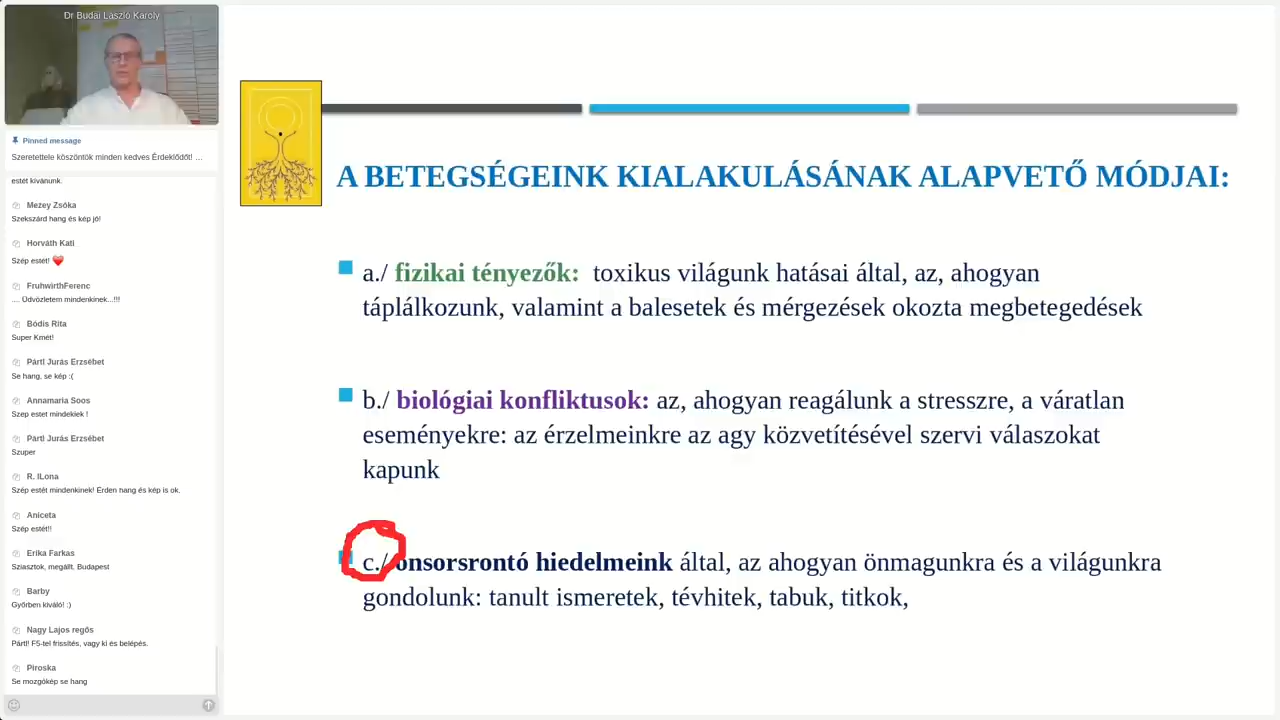 Dr Budai László Károly
Pinned message
Szeretettele köszöntök minden kedves Érdeklődőt! …
estét kívánunk.
Mezey Zsóka
Szekszárd hang és kép jó!
Horváth Kati
Szép estét! ❤️
FruhwirthFerenc
.... Üdvözletem mindenkinek...!!!
Bódis Rita
Super Kmét!
Pártl Jurás Erzsébet
Se hang, se kép :(
Annamaria Soos
Szep estet mindekiek !
Pártl Jurás Erzsébet
Szuper
R. ILona
Szép estét mindenkinek! Érden hang és kép is ok.
Aniceta
Szép estét!!
Erika Farkas
Sziasztok, megállt. Budapest
Barby
Győrben kiváló! :)
Nagy Lajos regős
Pártl! F5-tel frissítés, vagy ki és belépés.
Piroska
Se mozgókép se hang
A BETEGSÉGEINK KIALAKULÁSÁNAK ALAPVETŐ MÓDJAI:
a./ fizikai tényezők: toxikus világunk hatásai által, az, ahogyan
táplálkozunk, valamint a balesetek és mérgezések okozta megbetegedések
b./ biológiai konfliktusok: az, ahogyan reagálunk a stresszre, a váratlan
eseményekre: az érzelmeinkre az agy közvetítésével szervi válaszokat
kapunk
c./ önsorsrontó hiedelmeink által, az ahogyan önmagunkra és a világunkra
gondolunk: tanult ismeretek, tévhitek, tabuk, titkok,